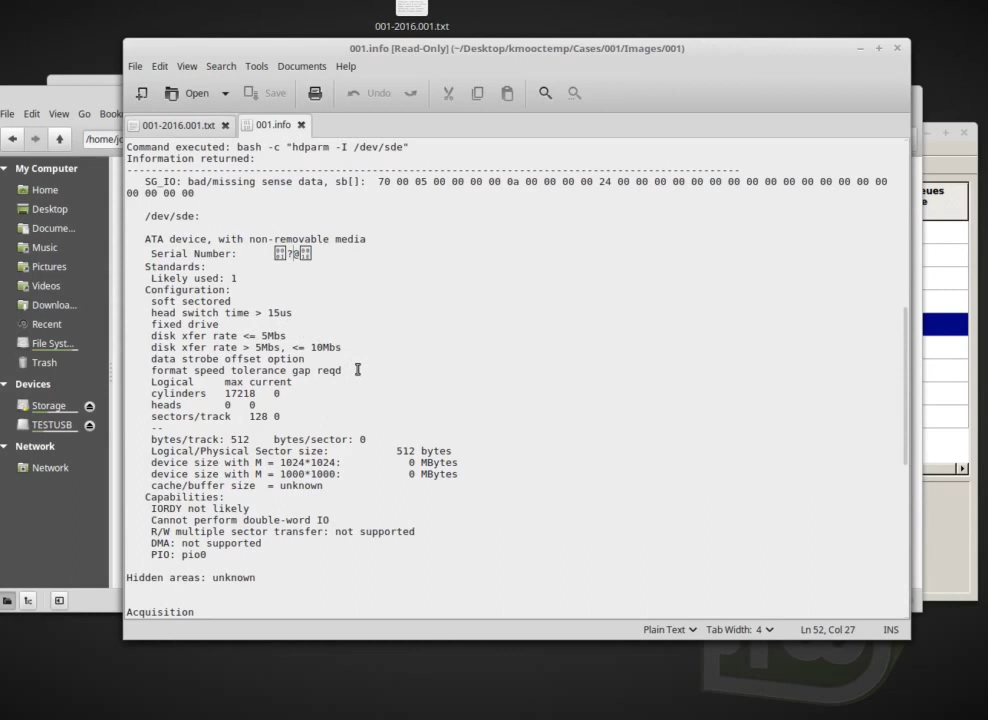 001-2016.001.txt
001.info [Read-Only] (~/Desktop/kmooctemp/Cases/001/Images/001)
File Edit View Search Tools Documents Help
Open Save Undo
File Edit View Go Book
/home/jo
001-2016.001.txt 001.info
My Computer
Home
Desktop
Docume...
Music
Pictures
Videos
Downloa...
Recent
File Syst...
Trash
Devices
Storage
TESTUSB
Network
Network
Command executed: bash -c "hdparm -I /dev/sde"
Information returned:
--------------------------------------------------------------------------------------------------
SG_IO: bad/missing sense data, sb[]: 70 00 05 00 00 00 00 0a 00 00 00 00 24 00 00 00 00 00 00 00 00 00 00 00 00 00 00 00
00 00 00 00
/dev/sde:
ATA device, with non-removable media
Serial Number: ?@
Standards:
Likely used: 1
Configuration:
soft sectored
head switch time > 15us
fixed drive
disk xfer rate <= 5Mbs
disk xfer rate > 5Mbs, <= 10Mbs
data strobe offset option
format speed tolerance gap reqd
Logical max current
cylinders 17218 0
heads 0 0
sectors/track 128 0
--
bytes/track: 512 bytes/sector: 0
Logical/Physical Sector size: 512 bytes
device size with M = 1024*1024: 0 MBytes
device size with M = 1000*1000: 0 MBytes
cache/buffer size = unknown
Capabilities:
IORDY not likely
Cannot perform double-word IO
R/W multiple sector transfer: not supported
DMA: not supported
PIO: pio0
Hidden areas: unknown
Acquisition
Plain Text Tab Width: 4 Ln 52, Col 27 INS